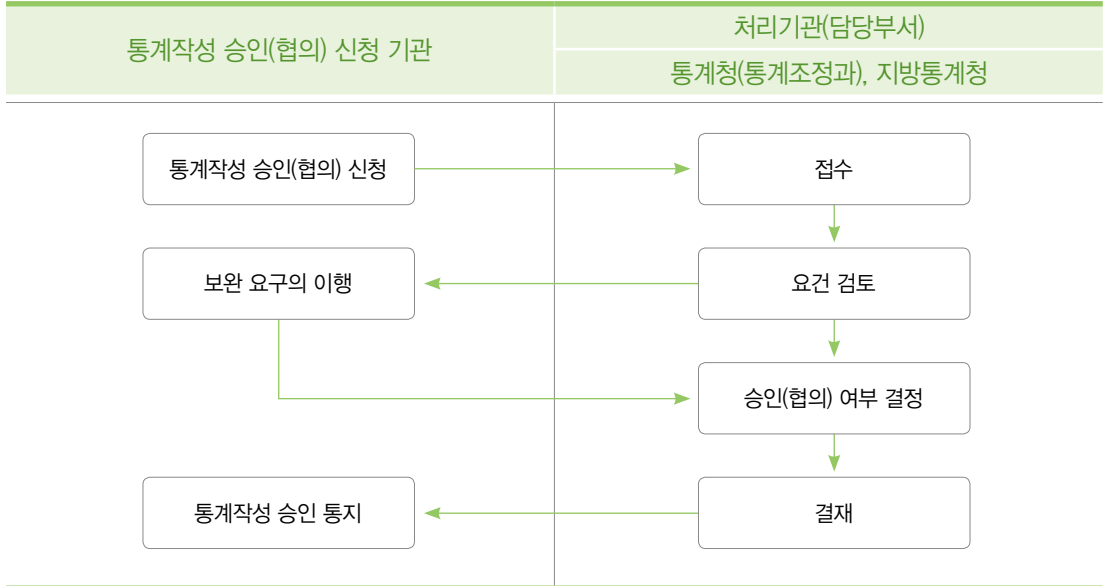 통계작성 승인(협의) 신청 기관
처리기관(담당부서)
통계청(통계조정과), 지방통계청
통계작성 승인(협의) 신청
접수
보완 요구의 이행
요건 검토
승인(협의) 여부 결정
통계작성 승인 통지
결재